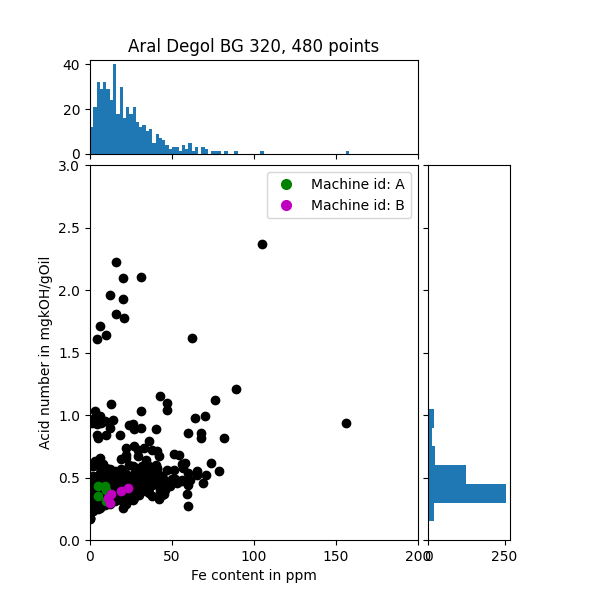 Aral Degol BG 320, 480 points
40
20
0
3.0
2.5
2.0
1.5
1.0
0.5
0.0
Acid number in mgkOH/gOil
Machine id: A
Machine id: B
0 50 100 150 200
0 250
Fe content in ppm